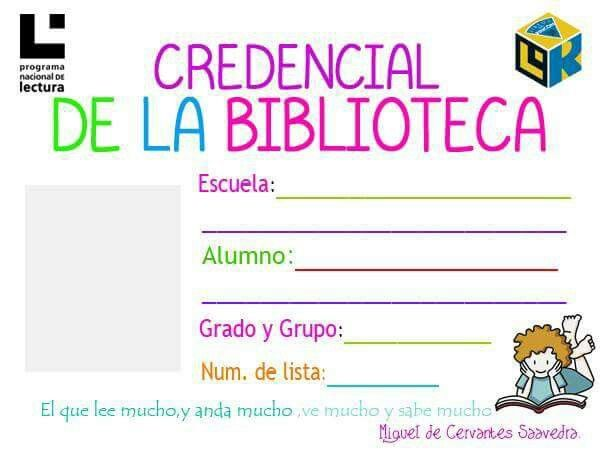 programa
nacional DE
lectura
CREDENCIAL
DE LA BIBLIOTECA
Escuela:
Alumno:
Grado y Grupo:
Num. de lista:
El que lee mucho,y anda mucho ,ve mucho y sabe mucho
Miguel de Cervantes Saavedra.